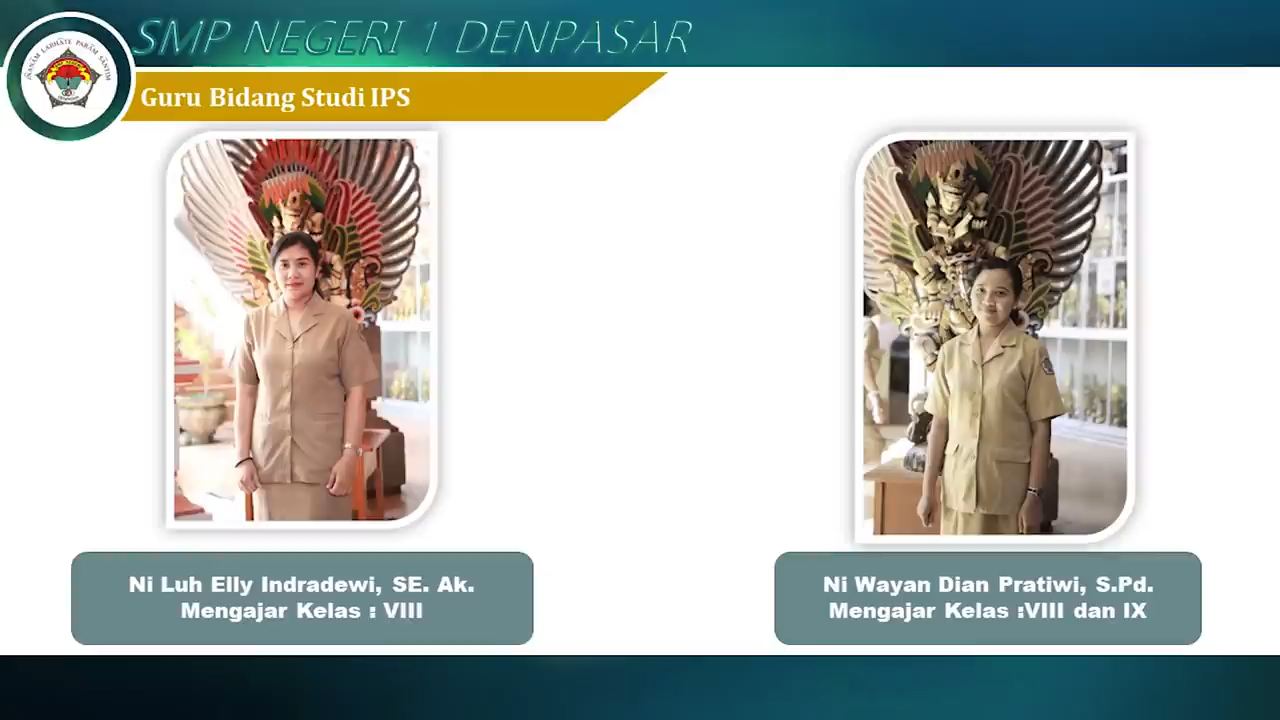 SMP NEGERI 1 DENPASAR
Guru Bidang Studi IPS
Ni Luh Elly Indradewi, SE. Ak.
Mengajar Kelas : VIII
Ni Wayan Dian Pratiwi, S.Pd.
Mengajar Kelas :VIII dan IX